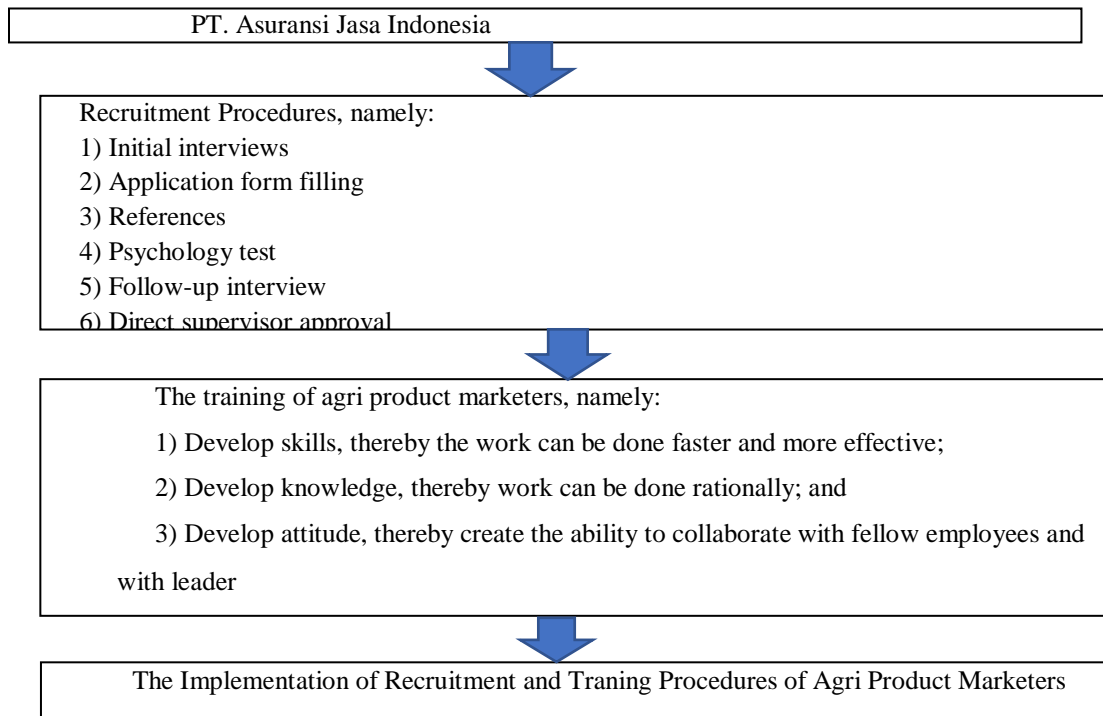 PT. Asuransi Jasa Indonesia
Recruitment Procedures, namely:
1) Initial interviews
2) Application form filling
3) References
4) Psychology test
5) Follow-up interview
6) Direct supervisor approval
The training of agri product marketers, namely:
1) Develop skills, thereby the work can be done faster and more effective;
2) Develop knowledge, thereby work can be done rationally; and
3) Develop attitude, thereby create the ability to collaborate with fellow employees and
with leader
The Implementation of Recruitment and Traning Procedures of Agri Product Marketers